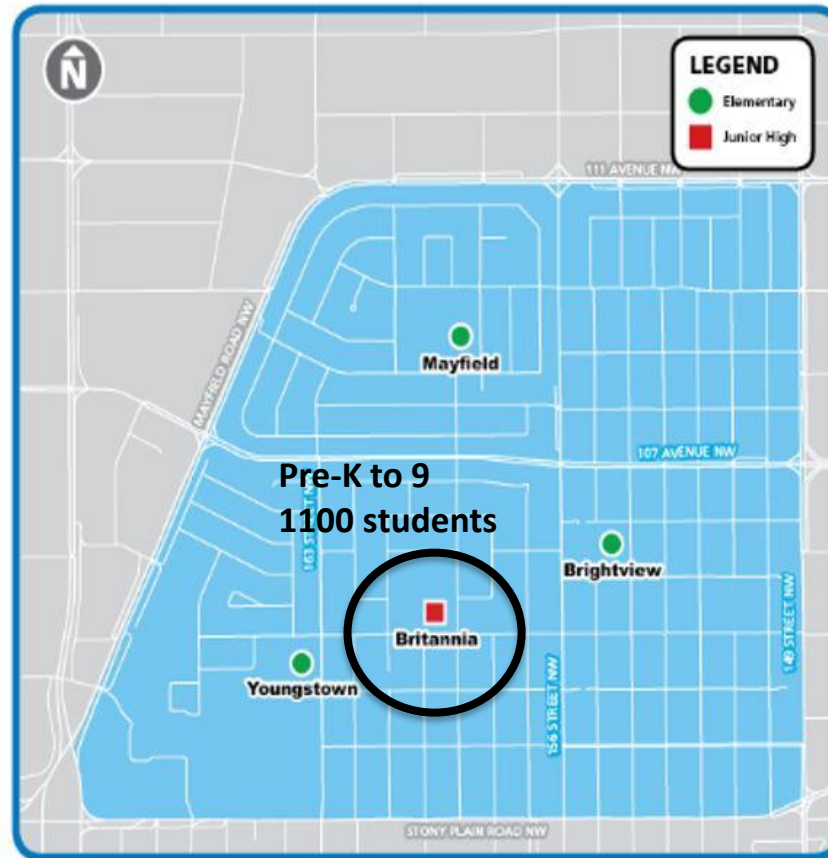 N
LEGEND
Elementary
Junior High
111 AVENUE NW
MAYFIELD ROAD NW
Mayfield
107 AVENUE NW
Pre-K to 9
1100 students
163 STREET NW
Brightview
Britannia
Youngstown
156 STREET NW
149 STREET NW
STONY PLAIN ROAD NW